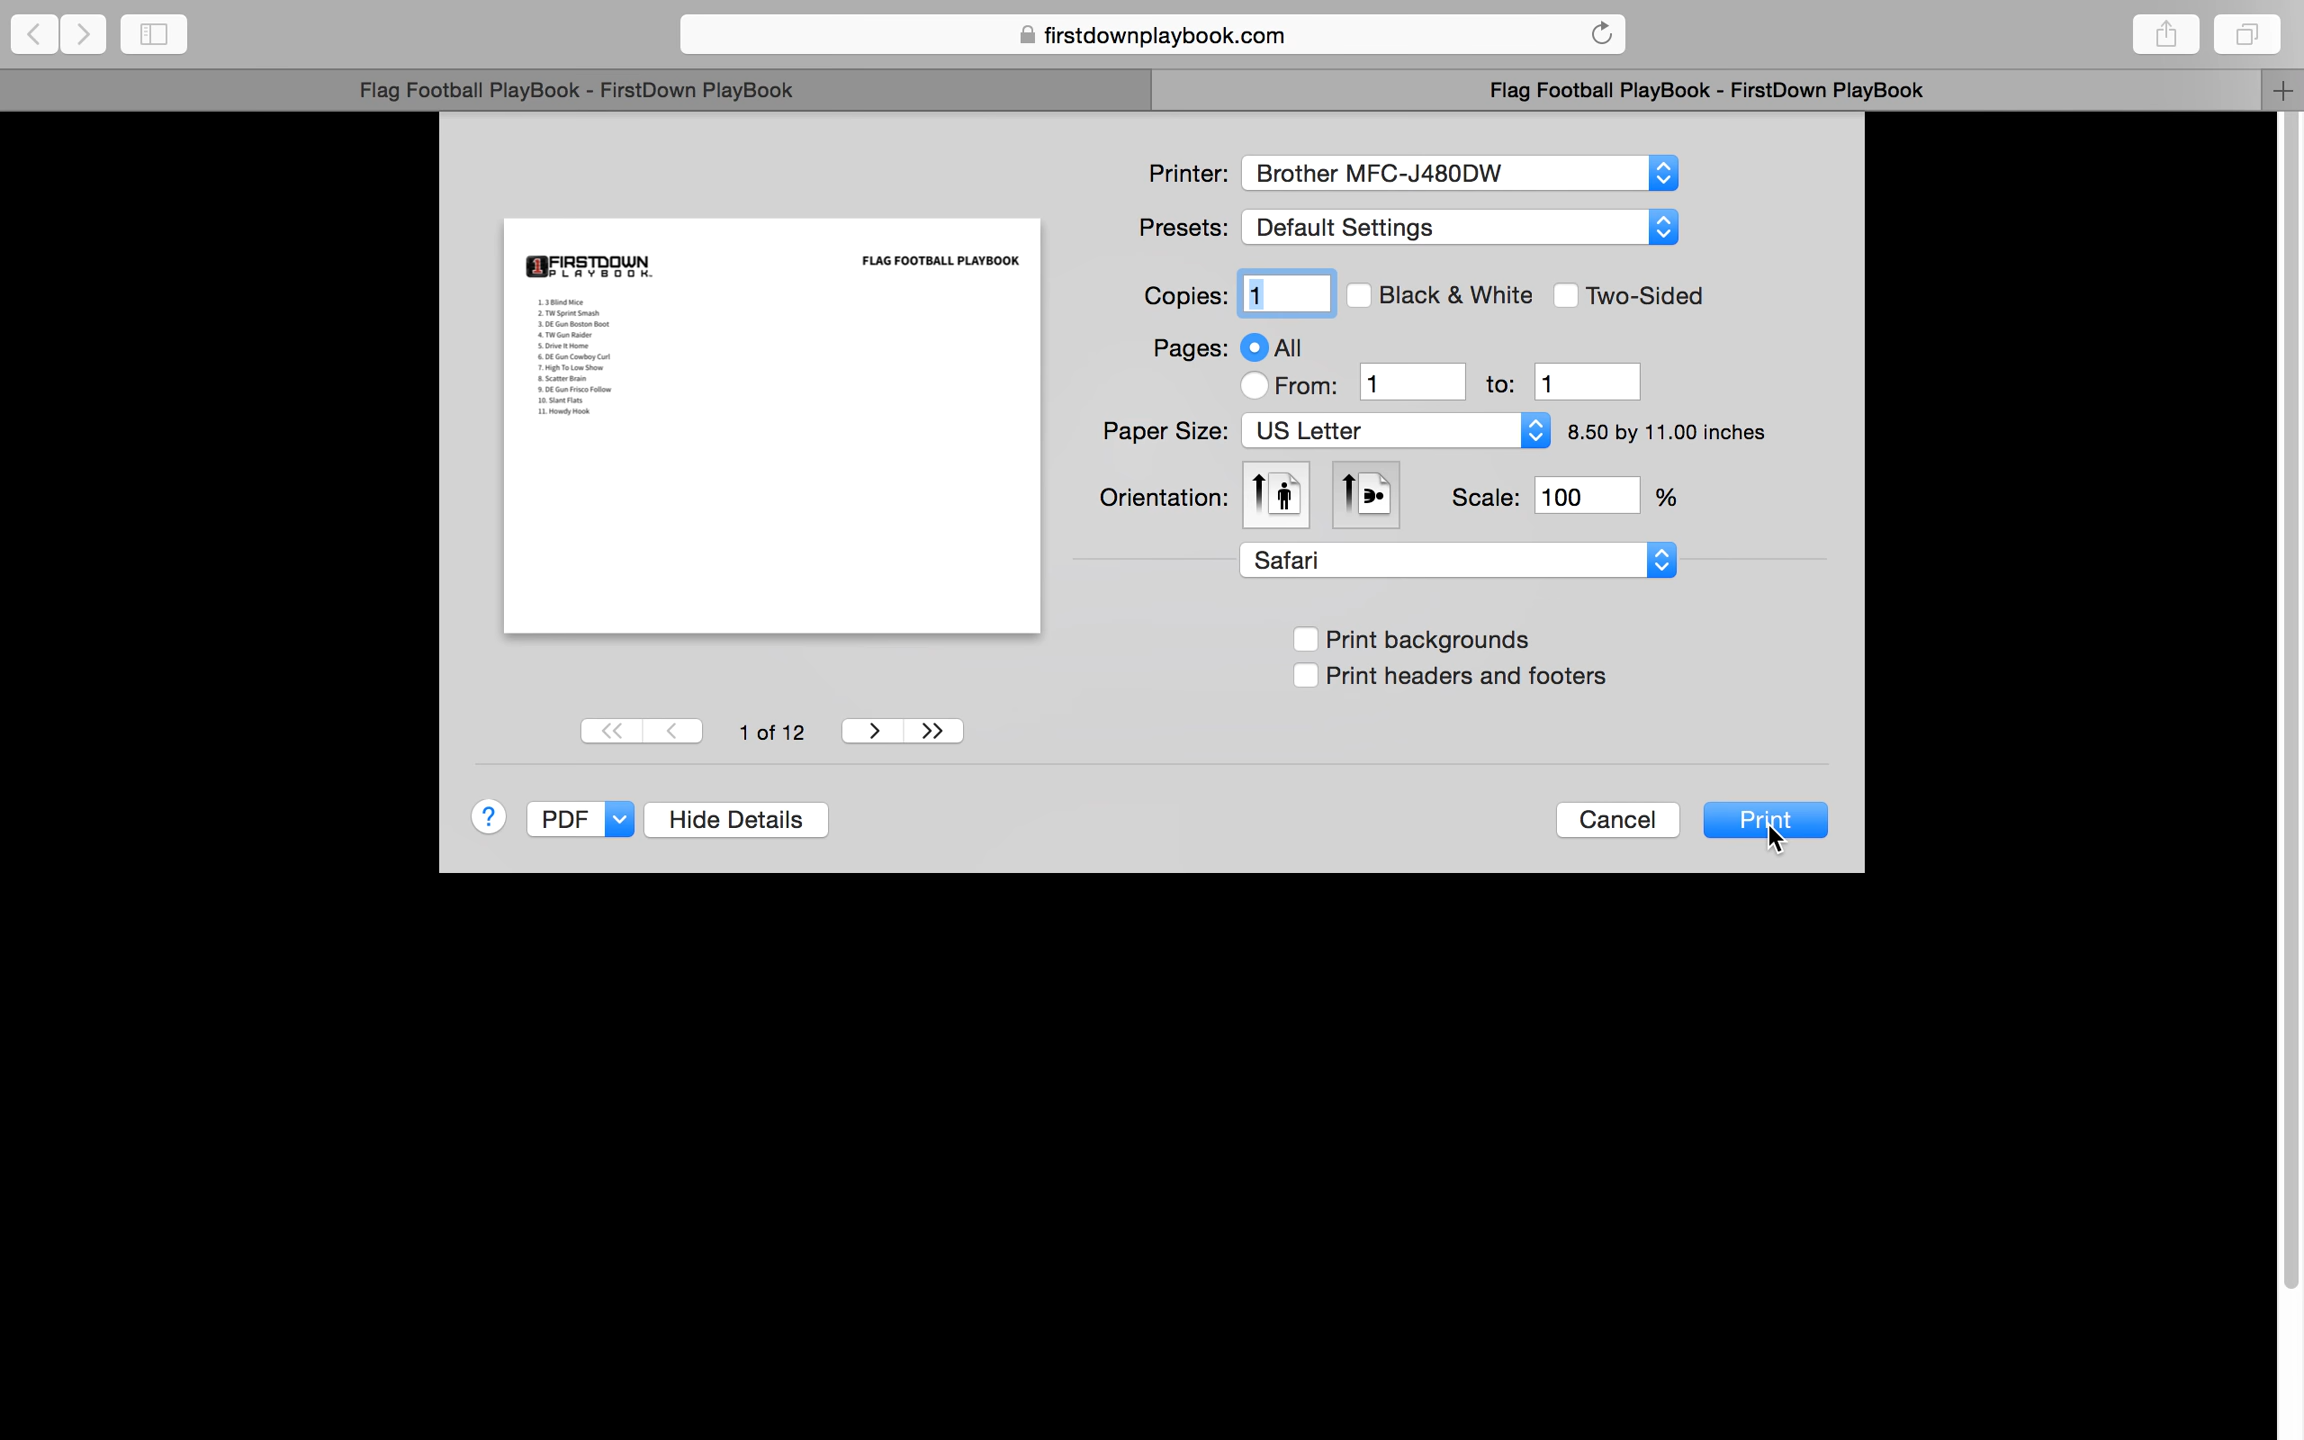 firstdownplaybook.com
Flag Football PlayBook - FirstDown PlayBook
Flag Football PlayBook - FirstDown PlayBook
Printer: Brother MFC-J480DW
Presets: Default Settings
Copies: 1 Black & White Two-Sided
Pages: All
From: 1 to: 1
Paper Size: US Letter 8.50 by 11.00 inches
Orientation: Scale: 100 %
Safari
Print backgrounds
Print headers and footers
1 FIRSTDOWN
PLAYBOOK
FLAG FOOTBALL PLAYBOOK
1. 3 Blind Mice
2. TW Sprint Smash
3. DE Gun Boston Boot
4. TW Gun Raider
5. Drive It Home
6. DE Gun Cowboy Curl
7. High To Low Show
8. Scatter Brain
9. DE Gun Frisco Follow
10. Slant Flats
11. Howdy Hook
<< < 1 of 12 > >>
? PDF Hide Details Cancel Print